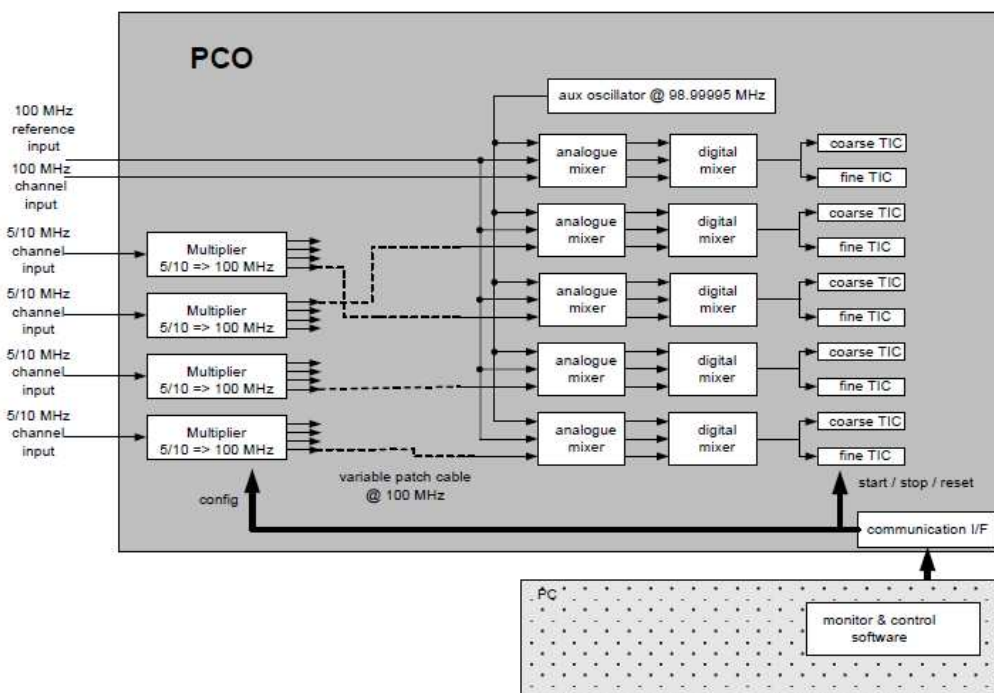 PCO
aux oscillator @ 98.99995 MHz
100 MHz
reference
input
100 MHz
channel
input
5/10 MHz
channel
input
5/10 MHz
channel
input
5/10 MHz
channel
input
5/10 MHz
channel
input
Multiplier
5/10 => 100 MHz
Multiplier
5/10 => 100 MHz
Multiplier
5/10 => 100 MHz
Multiplier
5/10 => 100 MHz
analogue
mixer
digital
mixer
coarse TIC
fine TIC
analogue
mixer
digital
mixer
coarse TIC
fine TIC
analogue
mixer
digital
mixer
coarse TIC
fine TIC
analogue
mixer
digital
mixer
coarse TIC
fine TIC
analogue
mixer
digital
mixer
coarse TIC
fine TIC
variable patch cable
@ 100 MHz
config
start / stop / reset
communication I/F
PC
monitor & control
software